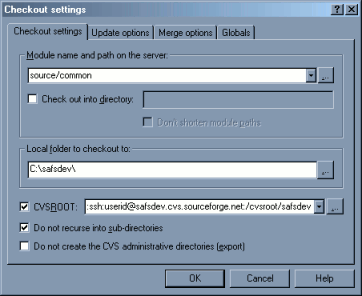 Checkout settings
Checkout settings Update options Merge options Globals
Module name and path on the server:
source/common
...
Check out into directory:
Don't shorten module paths
Local folder to checkout to:
C:\safsdev\
...
CVSROOT: :ssh:userid@safsdev.cvs.sourceforge.net:/cvsroot/safsdev ...
Do not recurse into sub-directories
Do not create the CVS administrative directories (export)
OK Cancel Help